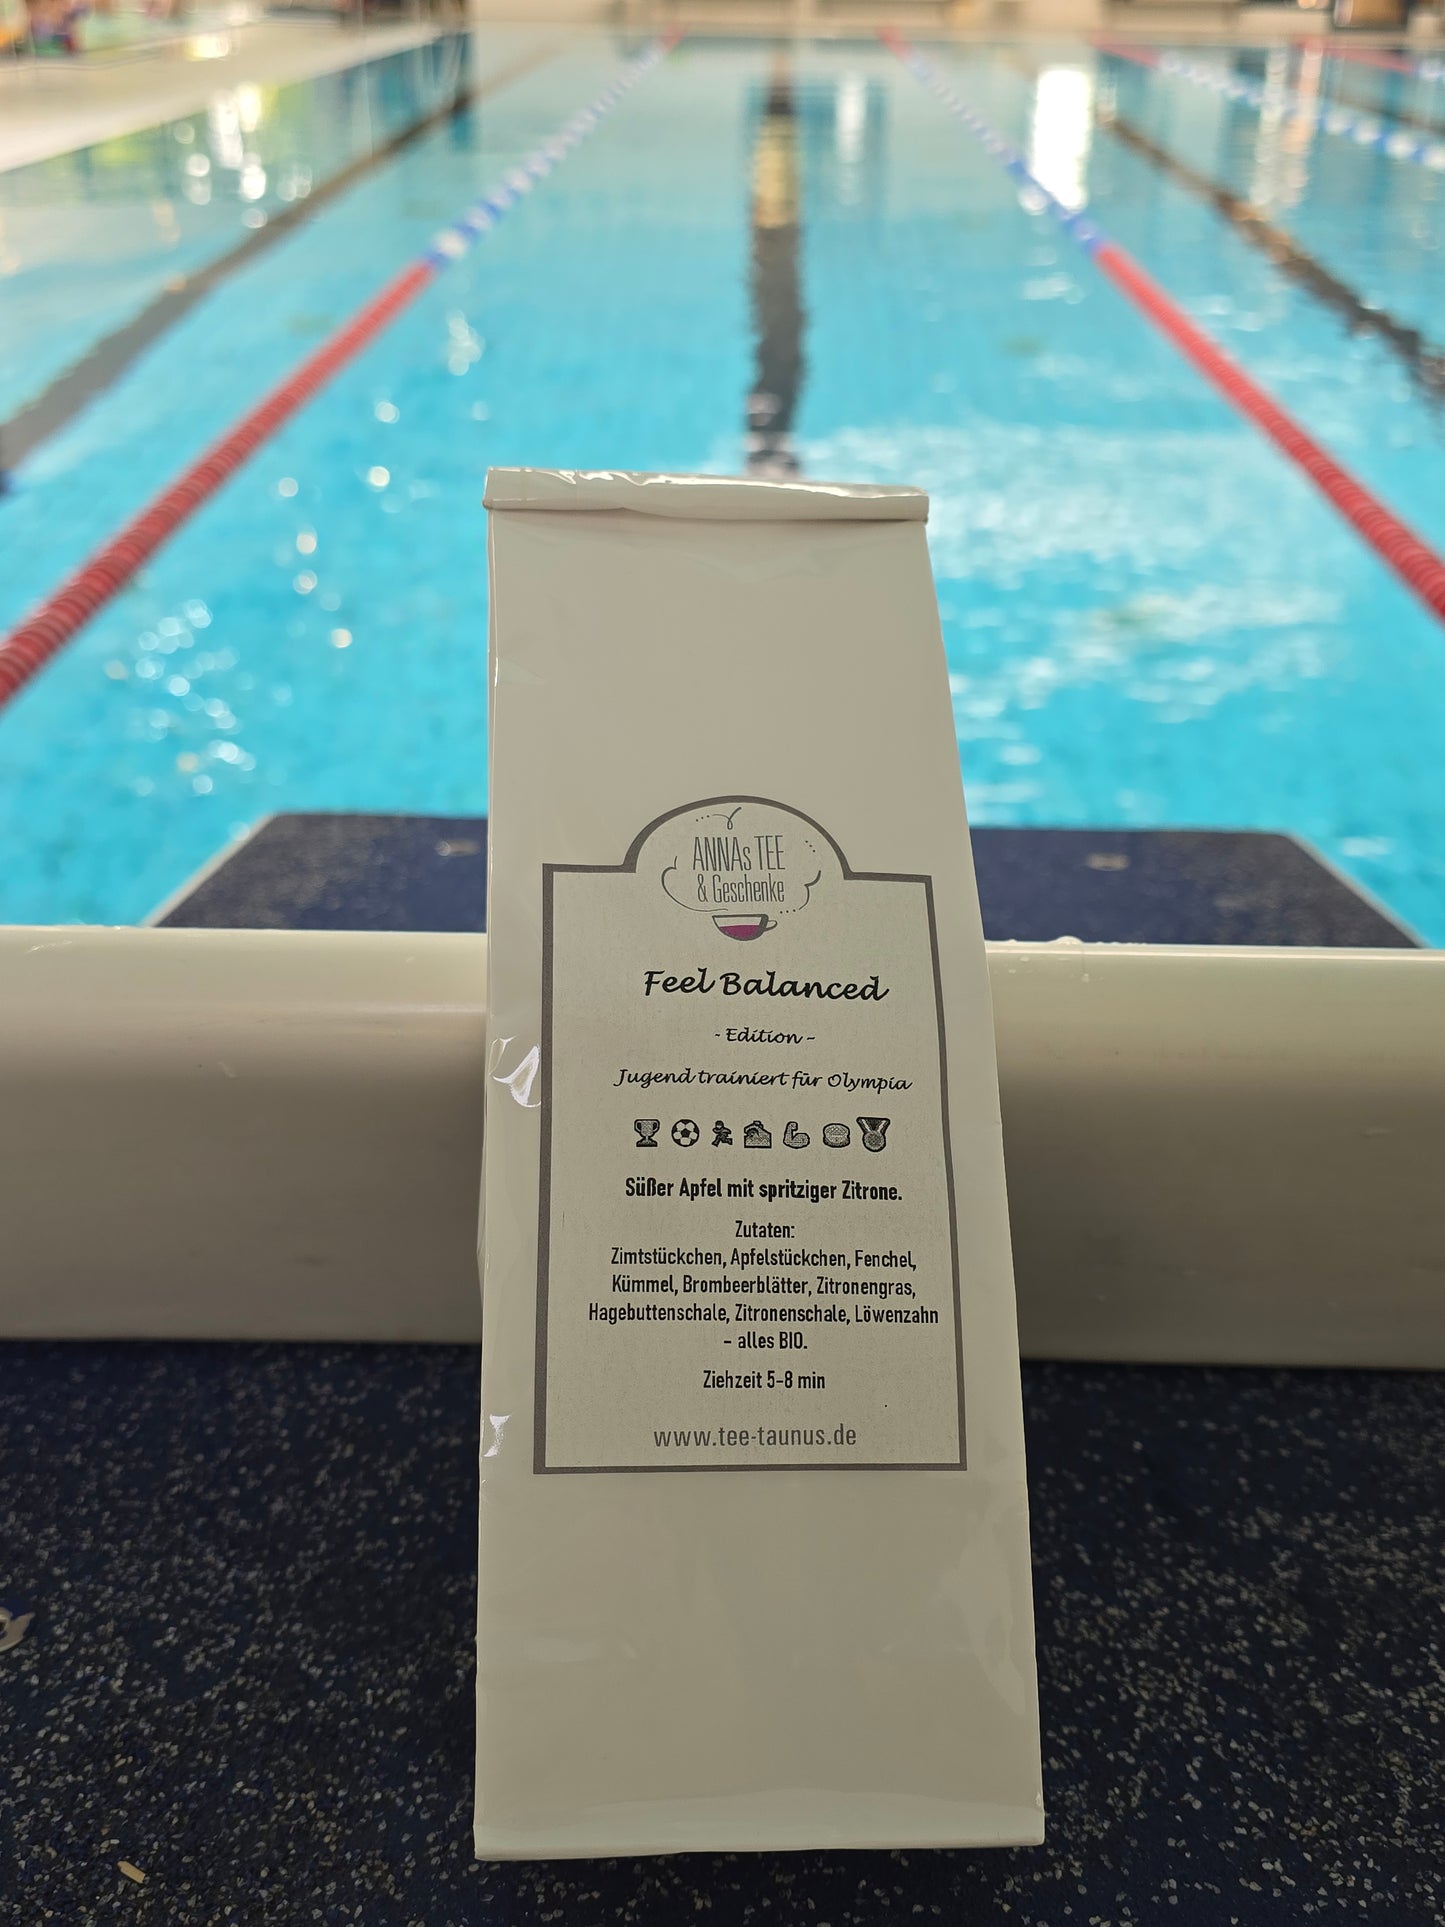 ANNAs TEE
& Geschenke
Feel Balanced
- Edition -
Jugend trainiert für Olympia
Süßer Apfel mit spritziger Zitrone.
Zutaten:
Zimtstückchen, Apfelstückchen, Fenchel,
Kümmel, Brombeerblätter, Zitronengras,
Hagebuttenschale, Zitronenschale, Löwenzahn
- alles BIO.
Ziehzeit 5-8 min
www.tee-taunus.de